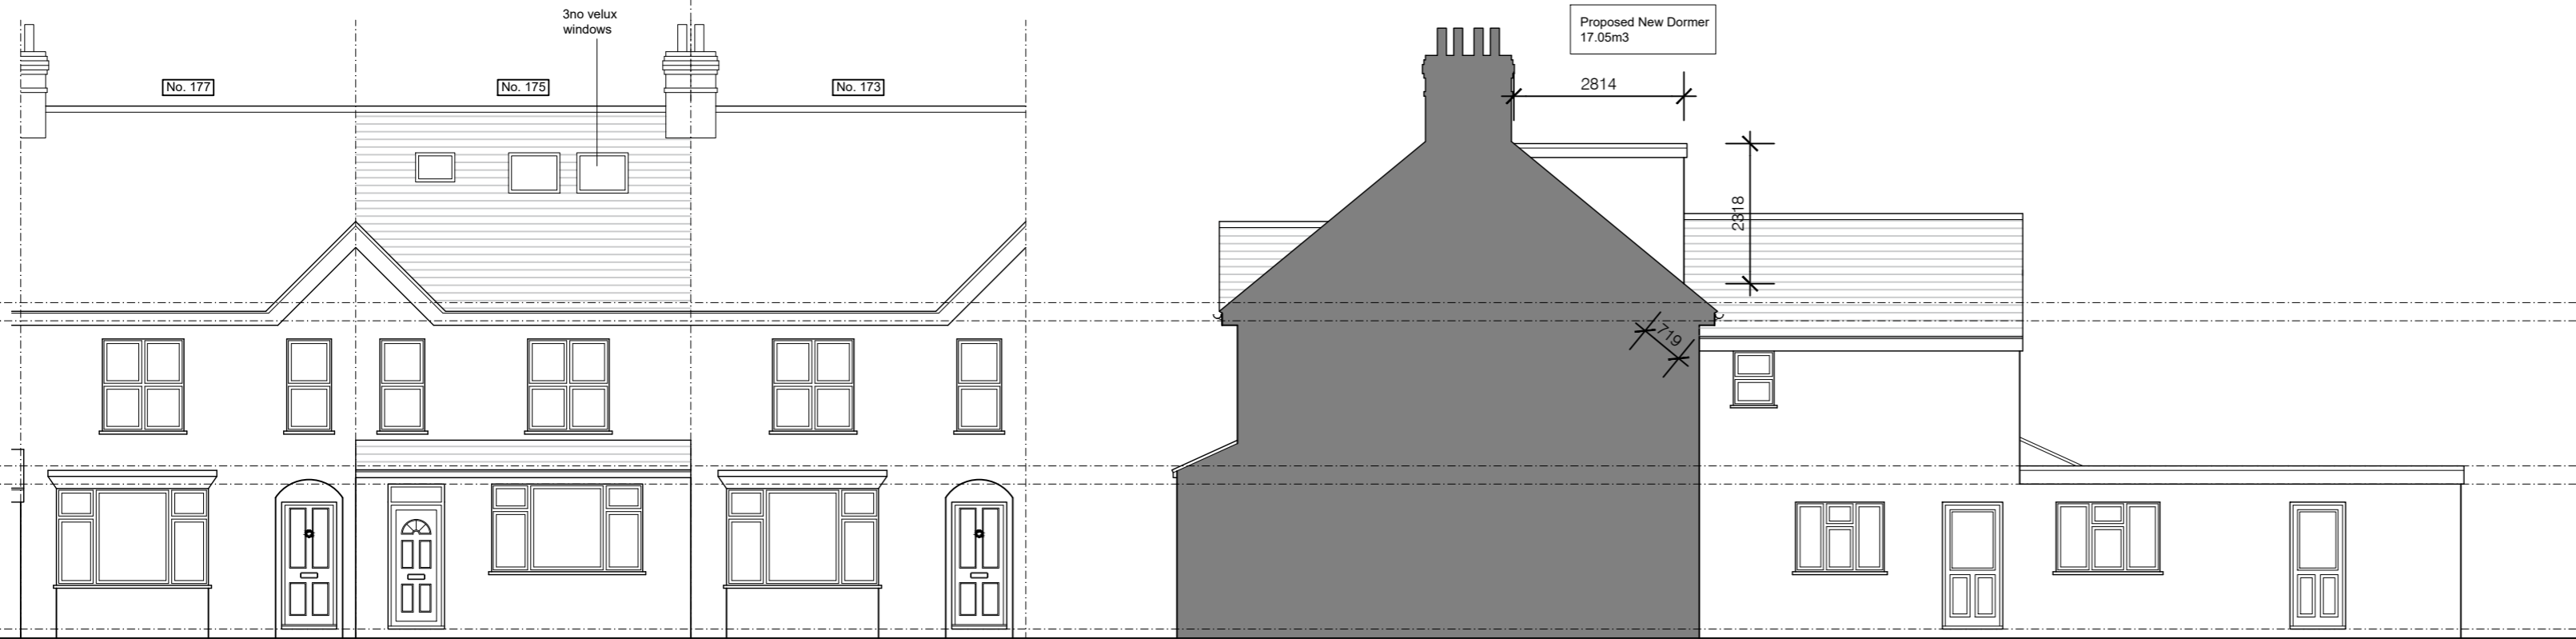 3no velux
windows
No. 177
No. 175
No. 173
Proposed New Dormer
17.05m3
2814
2318
719